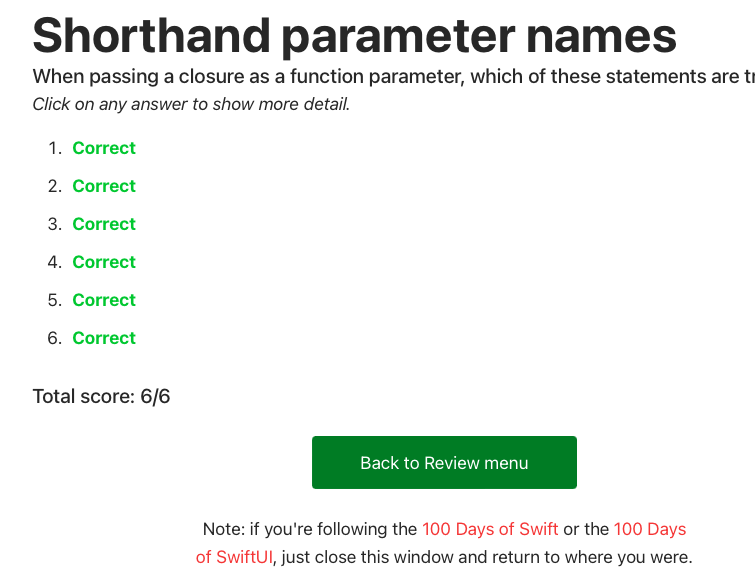 Shorthand parameter names
When passing a closure as a function parameter, which of these statements are
Click on any answer to show more detail.
1. Correct
2. Correct
3. Correct
4. Correct
5. Correct
6. Correct
Total score: 6/6
Back to Review menu
Note: if you're following the 100 Days of Swift or the 100 Days
of SwiftUI, just close this window and return to where you were.